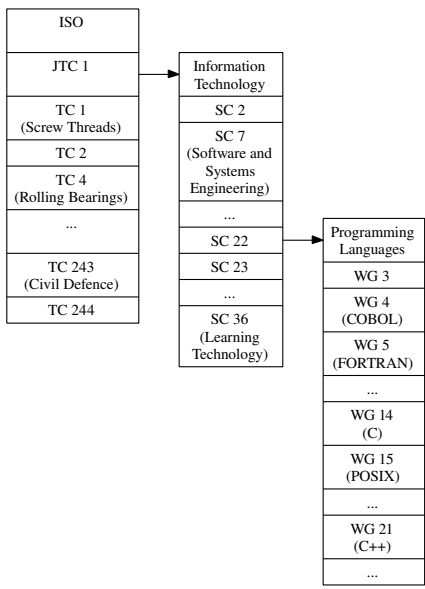 ISO
JTC 1
TC 1
(Screw Threads)
TC 2
TC 4
(Rolling Bearings)
...
TC 243
(Civil Defence)
TC 244
Information
Technology
SC 2
SC 7
(Software and
Systems
Engineering)
...
SC 22
SC 23
...
SC 36
(Learning
Technology)
Programming
Languages
WG 3
WG 4
(COBOL)
WG 5
(FORTRAN)
...
WG 14
(C)
WG 15
(POSIX)
...
WG 21
(C++)
...